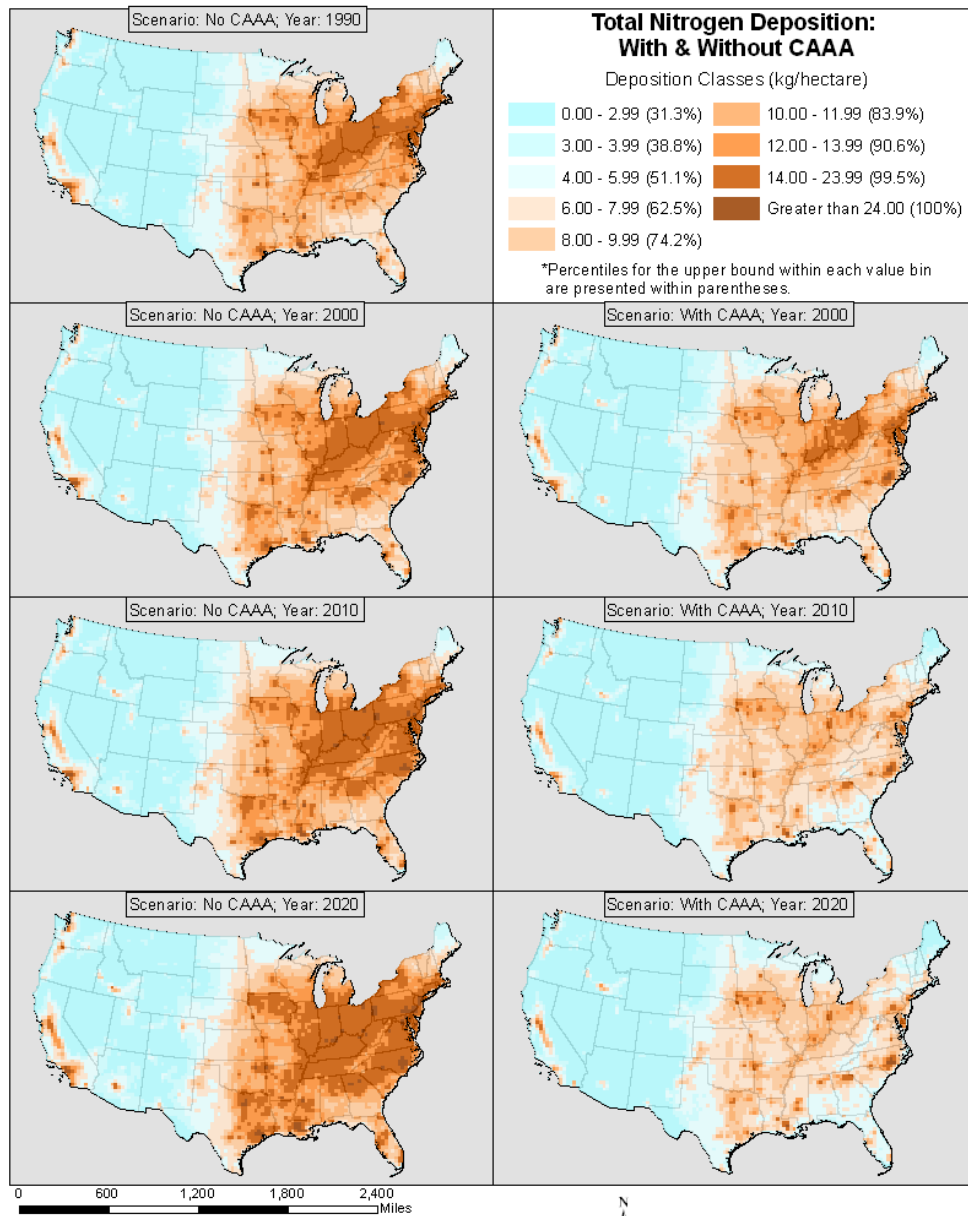 Scenario: No CAAA; Year: 1990
Total Nitrogen Deposition:
With & Without CAAA
Deposition Classes (kg/hectare)
0.00 - 2.99 (31.3%)
3.00 - 3.99 (38.8%)
4.00 - 5.99 (51.1%)
6.00 - 7.99 (62.5%)
8.00 - 9.99 (74.2%)
10.00 - 11.99 (83.9%)
12.00 - 13.99 (90.6%)
14.00 - 23.99 (99.5%)
Greater than 24.00 (100%)
*Percentiles for the upper bound within each value bin
are presented within parentheses.
Scenario: No CAAA; Year: 2000
Scenario: With CAAA; Year: 2000
Scenario: No CAAA; Year: 2010
Scenario: With CAAA; Year: 2010
Scenario: No CAAA; Year: 2020
Scenario: With CAAA; Year: 2020
0 600 1,200 1,800 2,400
Miles
N